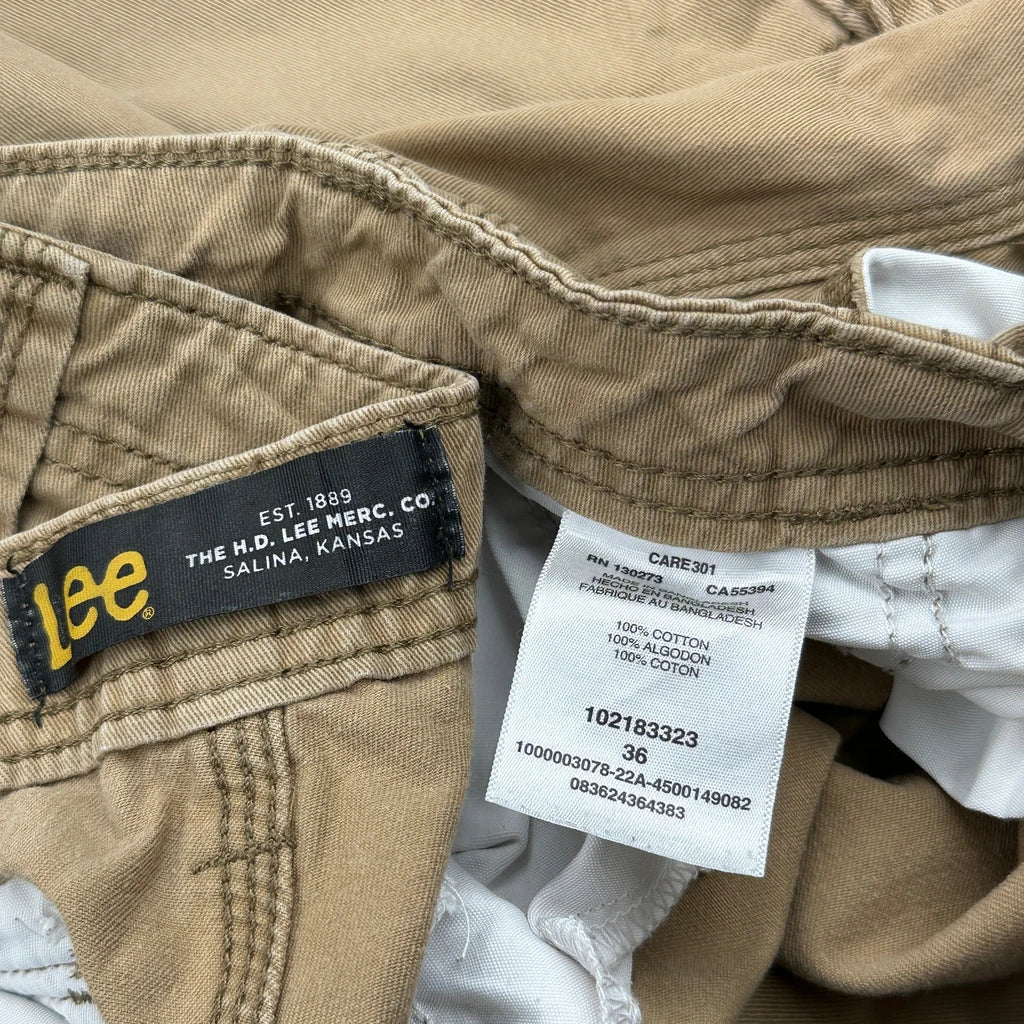 Lee®
EST. 1889
THE H.D. LEE MERC. CO.
SALINA, KANSAS
CARE301
RN 130273 CA55394
MADE IN BANGLADESH
HECHO EN BANGLADESH
FABRIQUE AU BANGLADESH
100% COTTON
100% ALGODON
100% COTON
102183323
36
1000003078-22A-4500149082
083624364383